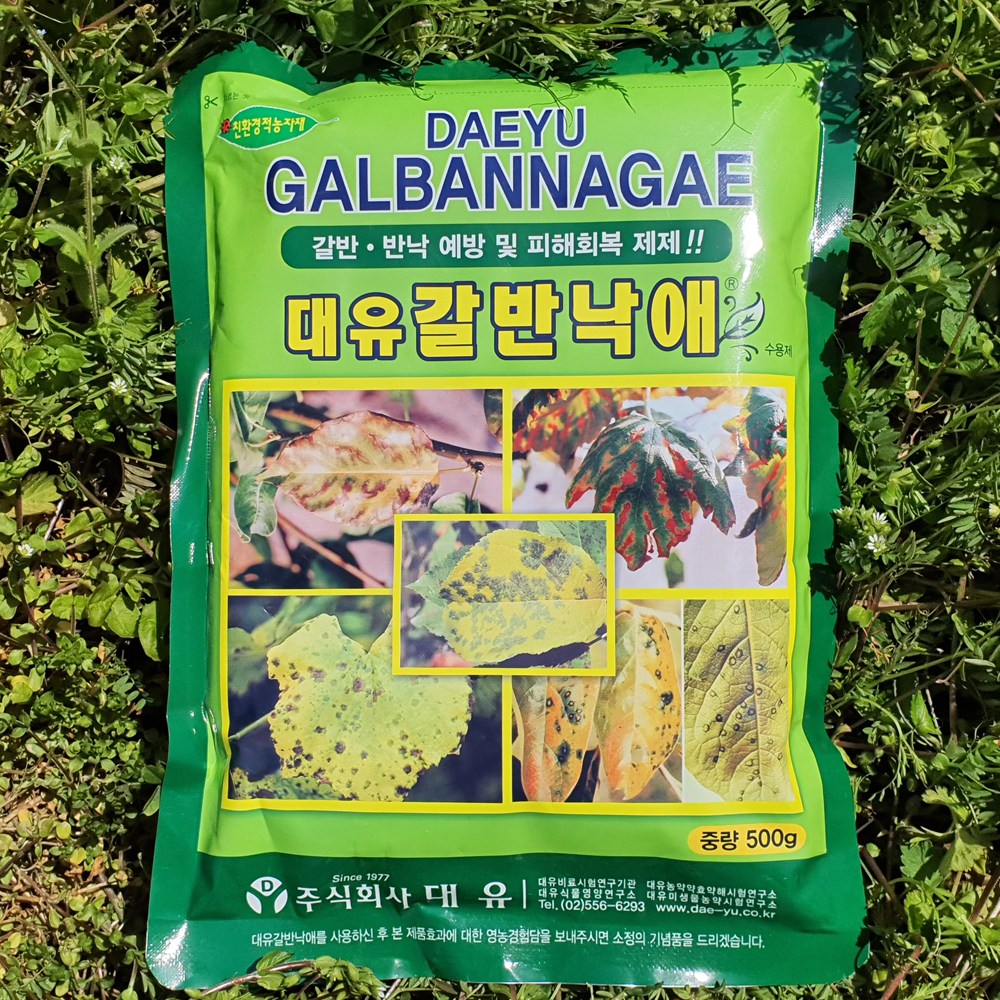 친환경적농자재
DAEYU
GALBANNAGAE
갈반·반낙 예방 및 피해회복 제제!!
대유갈반낙애®
수용제
중량 500g
Since 1977
주식회사 대유
대유비료시험연구기관 대유농약약효약해시험연구소
대유식물영양연구소 대유미생물농약시험연구소
Tel.(02)556-6293 www.dae-yu.co.kr
대유갈반낙애를 사용하신 후 본 제품효과에 대한 영농경험담을 보내주시면 소정의 기념품을 드리겠습니다.